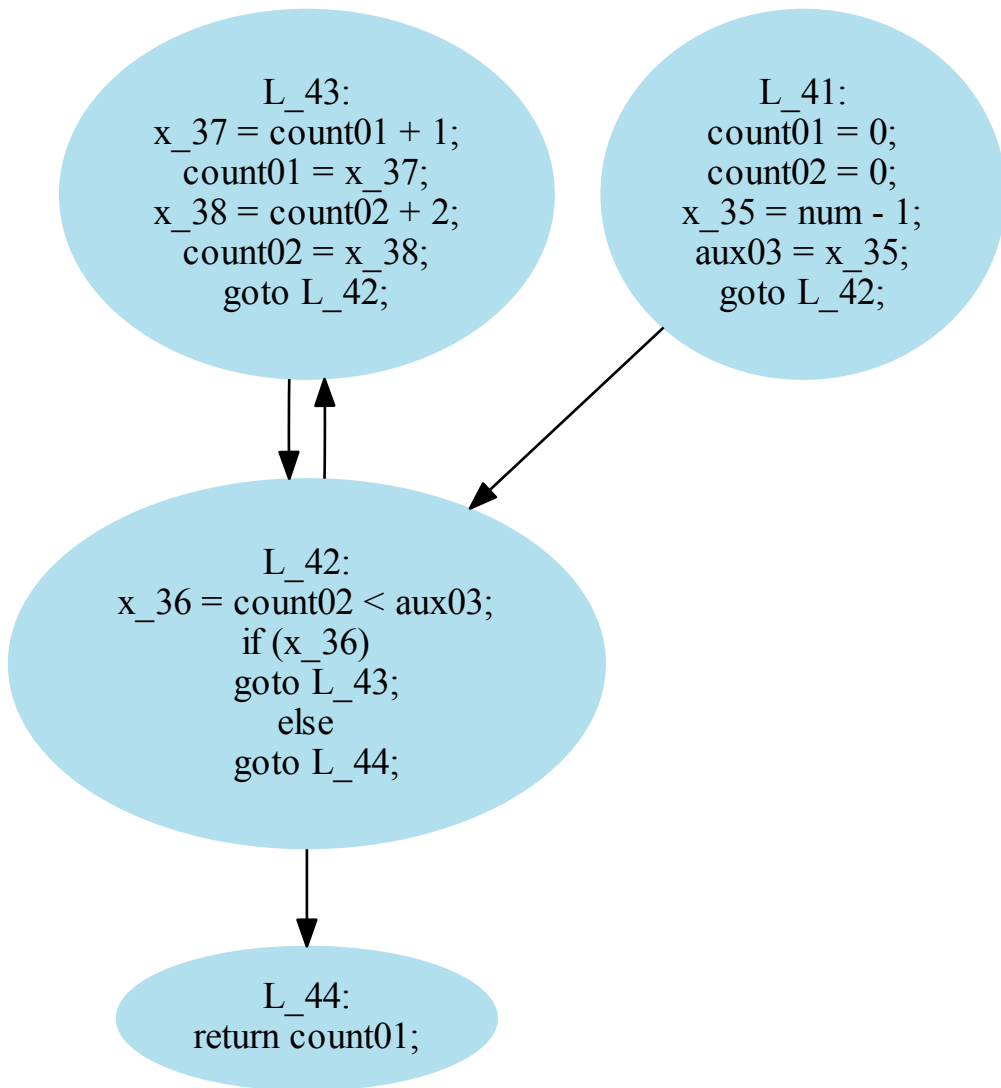 L_43:
x_37 = count01 + 1;
count01 = x_37;
x_38 = count02 + 2;
count02 = x_38;
goto L_42;
L_41:
count01 = 0;
count02 = 0;
x_35 = num - 1;
aux03 = x_35;
goto L_42;
L_42:
x_36 = count02 < aux03;
if (x_36)
goto L_43;
else
goto L_44;
L_44:
return count01;